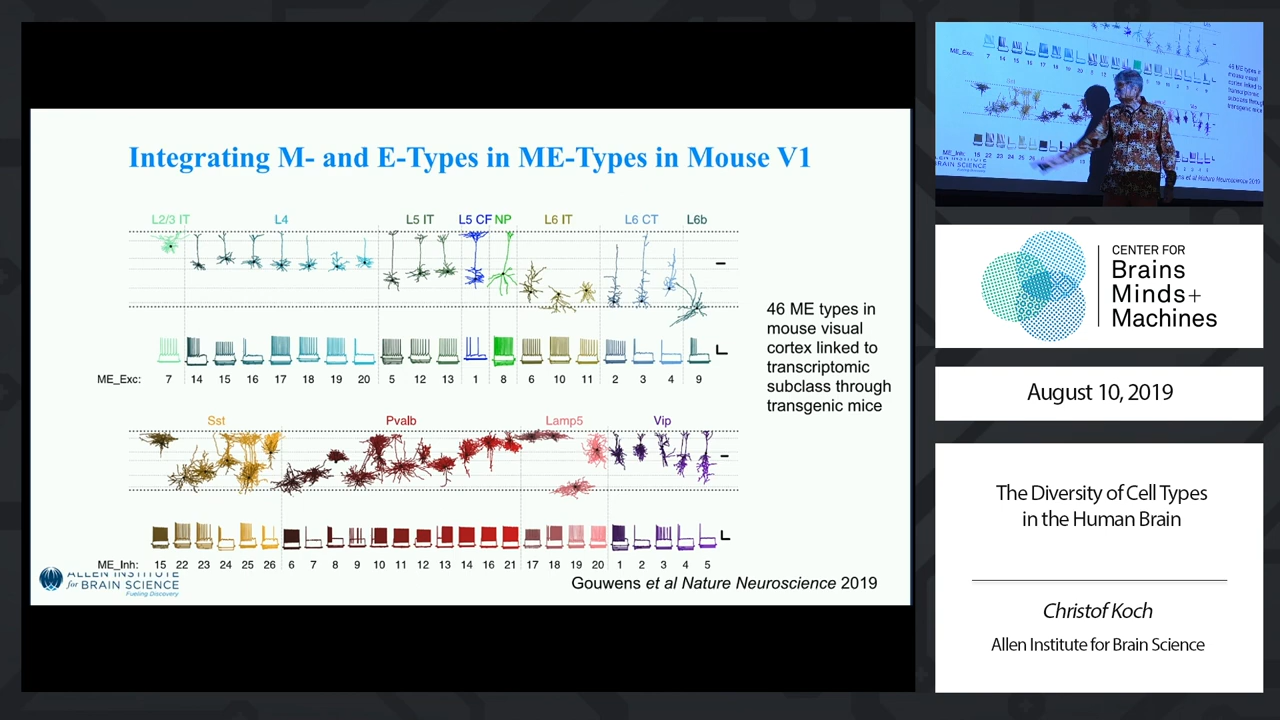 Integrating M- and E-Types in ME-Types in Mouse V1
L2/3 IT L4 L5 IT L5 CF NP L6 IT L6 CT L6b
ME_Exc: 7 14 15 16 17 18 19 20 5 12 13 1 8 6 10 11 2 3 4 9
46 ME types in
mouse visual
cortex linked to
transcriptomic
subclass through
transgenic mice
Sst Pvalb Lamp5 Vip
ME_Inh: 15 22 23 24 25 26 6 7 8 9 10 11 12 13 14 16 21 17 18 19 20 1 2 3 4 5
ALLEN INSTITUTE
for BRAIN SCIENCE
Fueling Discovery
Gouwens et al Nature Neuroscience 2019
CENTER FOR
Brains
Minds+
Machines
August 10, 2019
The Diversity of Cell Types
in the Human Brain
Christof Koch
Allen Institute for Brain Science